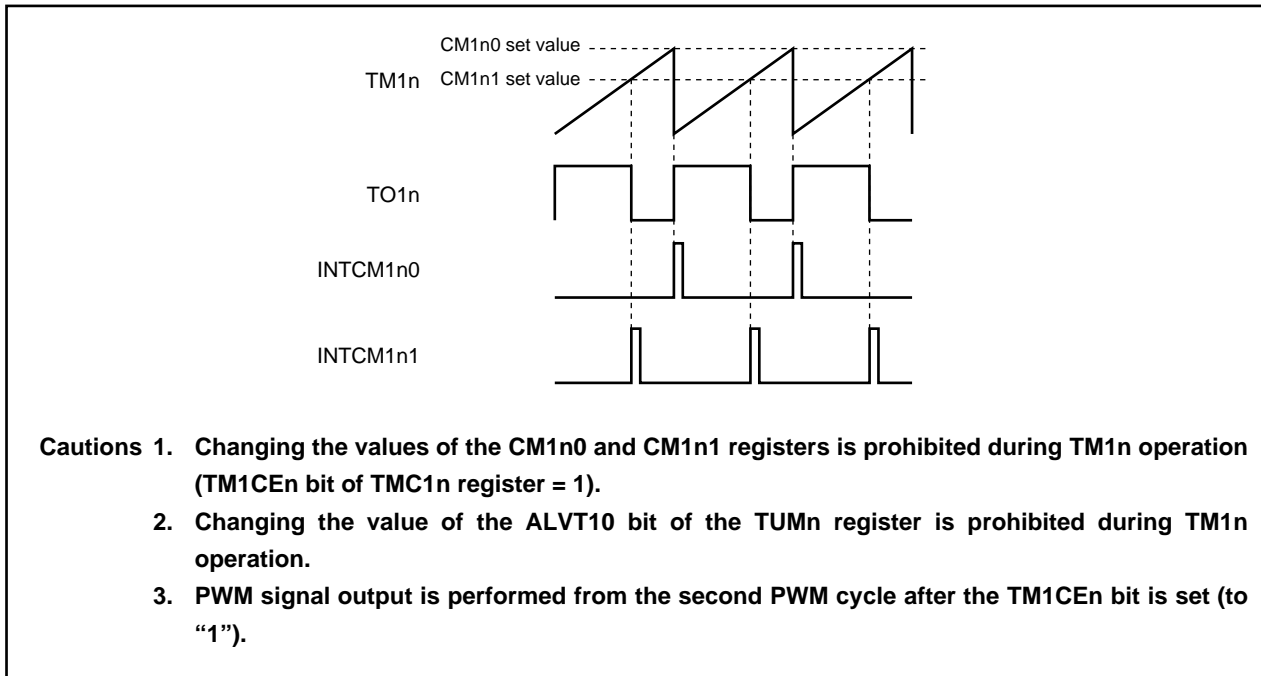 CM1n0 set value
TM1n CM1n1 set value
TO1n
INTCM1n0
INTCM1n1
Cautions 1. Changing the values of the CM1n0 and CM1n1 registers is prohibited during TM1n operation
(TM1CEn bit of TMC1n register = 1).
2. Changing the value of the ALVT10 bit of the TUMn register is prohibited during TM1n
operation.
3. PWM signal output is performed from the second PWM cycle after the TM1CEn bit is set (to
“1”).